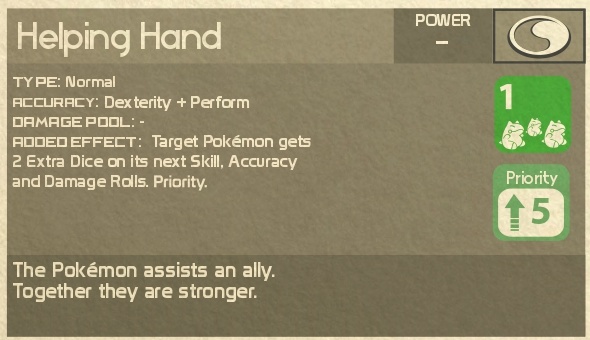 Helping Hand
POWER
–
TYPE: Normal
ACCURACY: Dexterity + Perform
DAMAGE POOL: -
ADDED EFFECT: Target Pokémon gets
2 Extra Dice on its next Skill, Accuracy
and Damage Rolls. Priority.
1
Priority
5
The Pokémon assists an ally.
Together they are stronger.